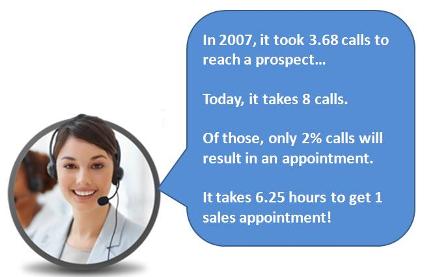 In 2007, it took 3.68 calls to
reach a prospect...
Today, it takes 8 calls.
Of those, only 2% calls will
result in an appointment.
It takes 6.25 hours to get 1
sales appointment!